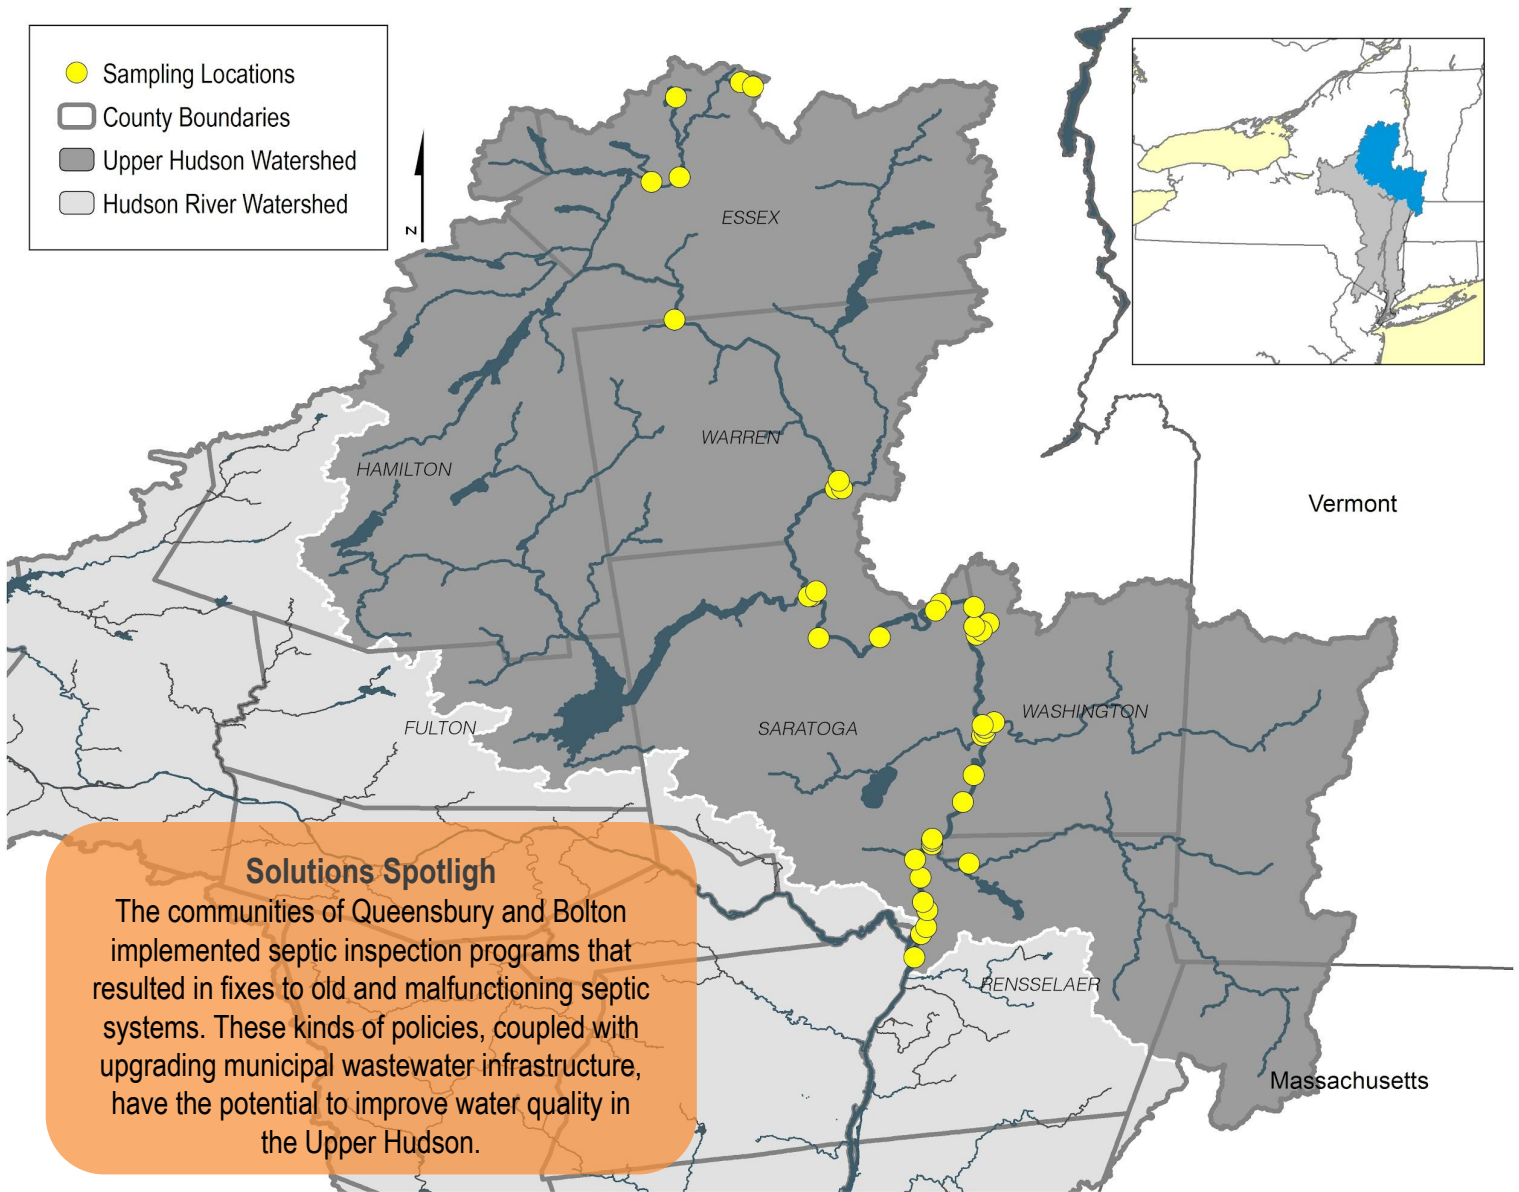 Sampling Locations
County Boundaries
Upper Hudson Watershed
Hudson River Watershed
N
ESSEX
WARREN
HAMILTON
Vermont
FULTON
SARATOGA
WASHINGTON
RENSSELAER
Massachusetts
Solutions Spotligh
The communities of Queensbury and Bolton
implemented septic inspection programs that
resulted in fixes to old and malfunctioning septic
systems. These kinds of policies, coupled with
upgrading municipal wastewater infrastructure,
have the potential to improve water quality in
the Upper Hudson.